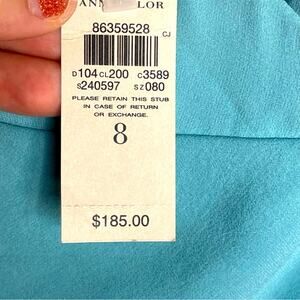 86359528
CJ
D104 CL200 C3589
S240597 SZ080
PLEASE RETAIN THIS STUB
IN CASE OF RETURN
OR EXCHANGE.
8
$185.00